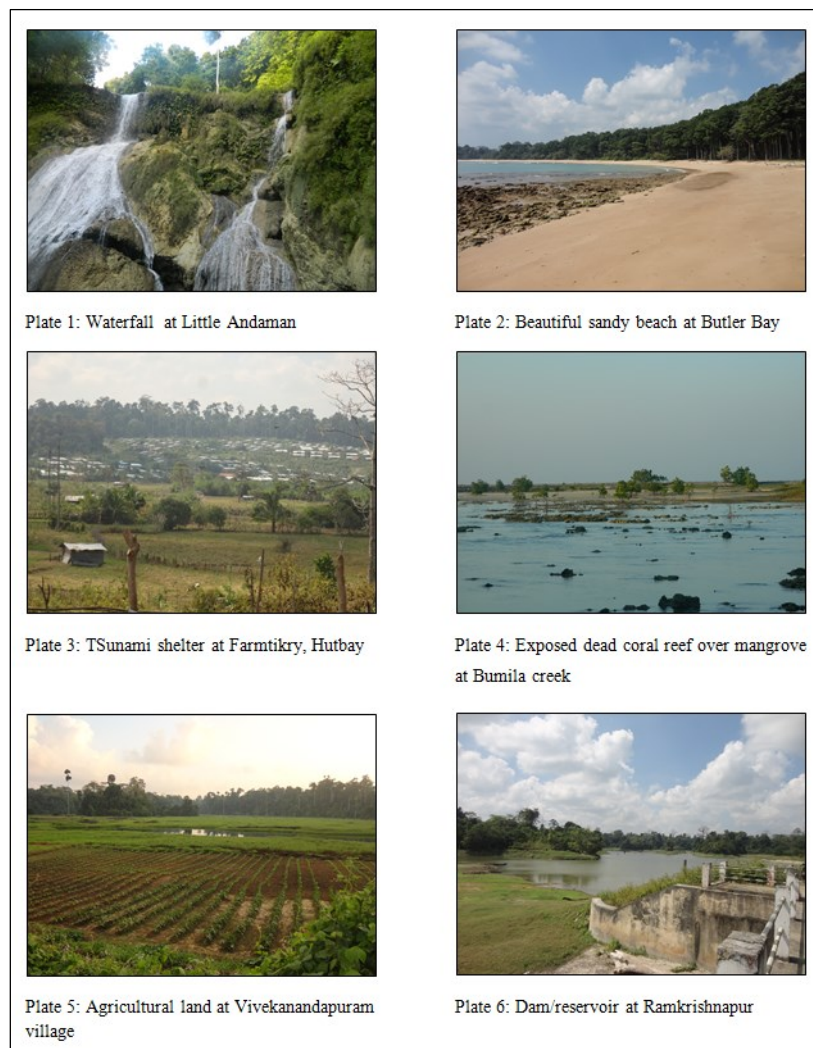 Plate 1: Waterfall at Little Andaman
Plate 2: Beautiful sandy beach at Butler Bay
Plate 3: TSunami shelter at Farmtikry, Hutbay
Plate 4: Exposed dead coral reef over mangrove
at Bumila creek
Plate 5: Agricultural land at Vivekanandapuram
village
Plate 6: Dam/reservoir at Ramkrishnapur